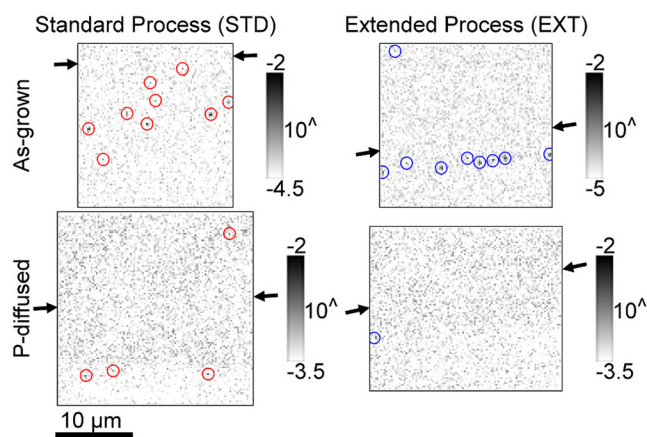 Standard Process (STD)
Extended Process (EXT)
As-grown
-2
10^
-4.5
-2
10^
-5
P-diffused
-2
10^
-3.5
-2
10^
-3.5
10 µm